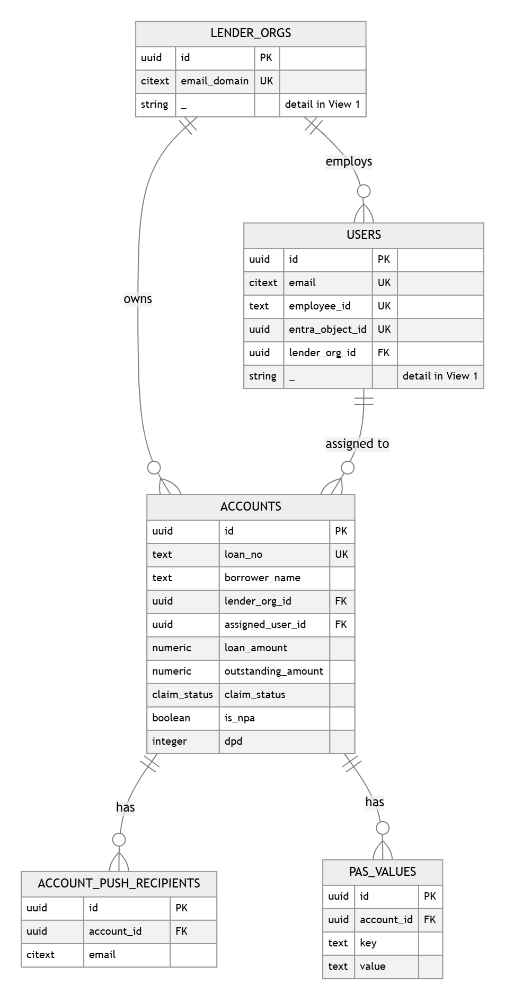 LENDER_ORGS
uuid id PK
citext email_domain UK
string _ detail in View 1
employs
USERS
uuid id PK
citext email UK
text employee_id UK
uuid entra_object_id UK
uuid lender_org_id FK
string _ detail in View 1
owns
assigned to
ACCOUNTS
uuid id PK
text loan_no UK
text borrower_name
uuid lender_org_id FK
uuid assigned_user_id FK
numeric loan_amount
numeric outstanding_amount
claim_status claim_status
boolean is_npa
integer dpd
has
has
ACCOUNT_PUSH_RECIPIENTS
uuid id PK
uuid account_id FK
citext email
PAS_VALUES
uuid id PK
uuid account_id FK
text key
text value